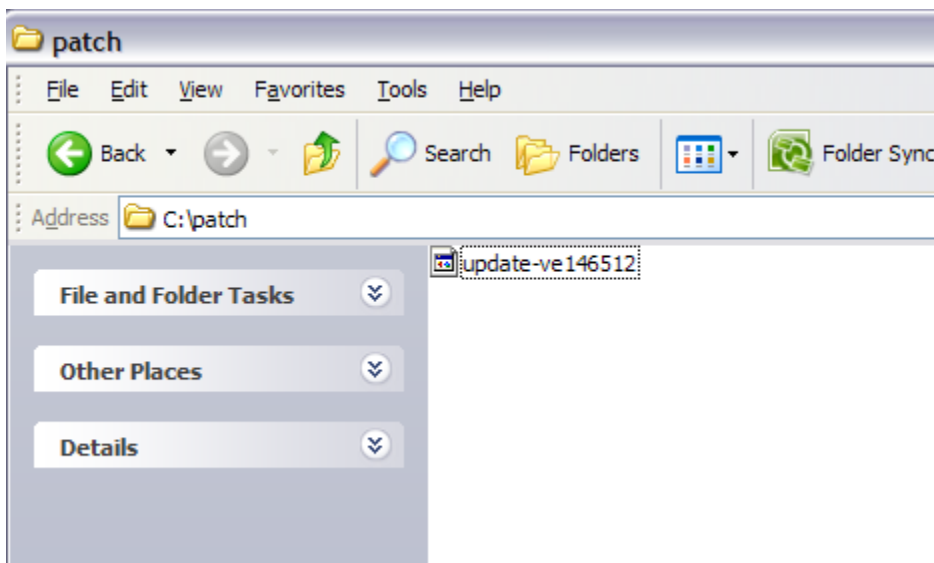 patch
File Edit View Favorites Tools Help
Back Search Folders Folder Sync
Address C:\patch
update-ve146512
File and Folder Tasks
Other Places
Details